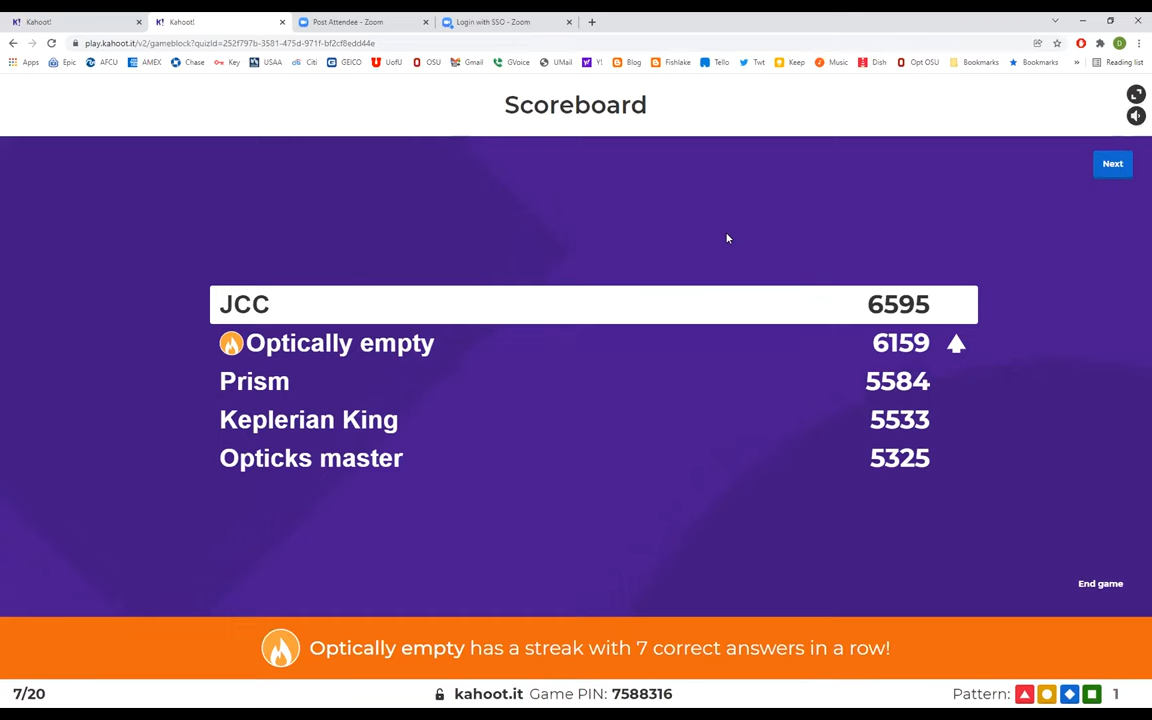 Kahoot!
Kahoot!
Post Attendee - Zoom
Login with SSO - Zoom
play.kahoot.it/v2/gameblock?quizId=252f797b-3581-475d-971f-bf2cf8edd44e
Apps Epic AFCU AMEX Chase Key USAA Citi GEICO UofU OSU Gmail GVoice UMail Y! Blog Fishlake Tello Twt Keep Music Dish Opt OSU Bookmarks Bookmarks » Reading list
Scoreboard
Next
JCC 6595
Optically empty 6159
Prism 5584
Keplerian King 5533
Opticks master 5325
End game
Optically empty has a streak with 7 correct answers in a row!
7/20 kahoot.it Game PIN: 7588316 Pattern: 1